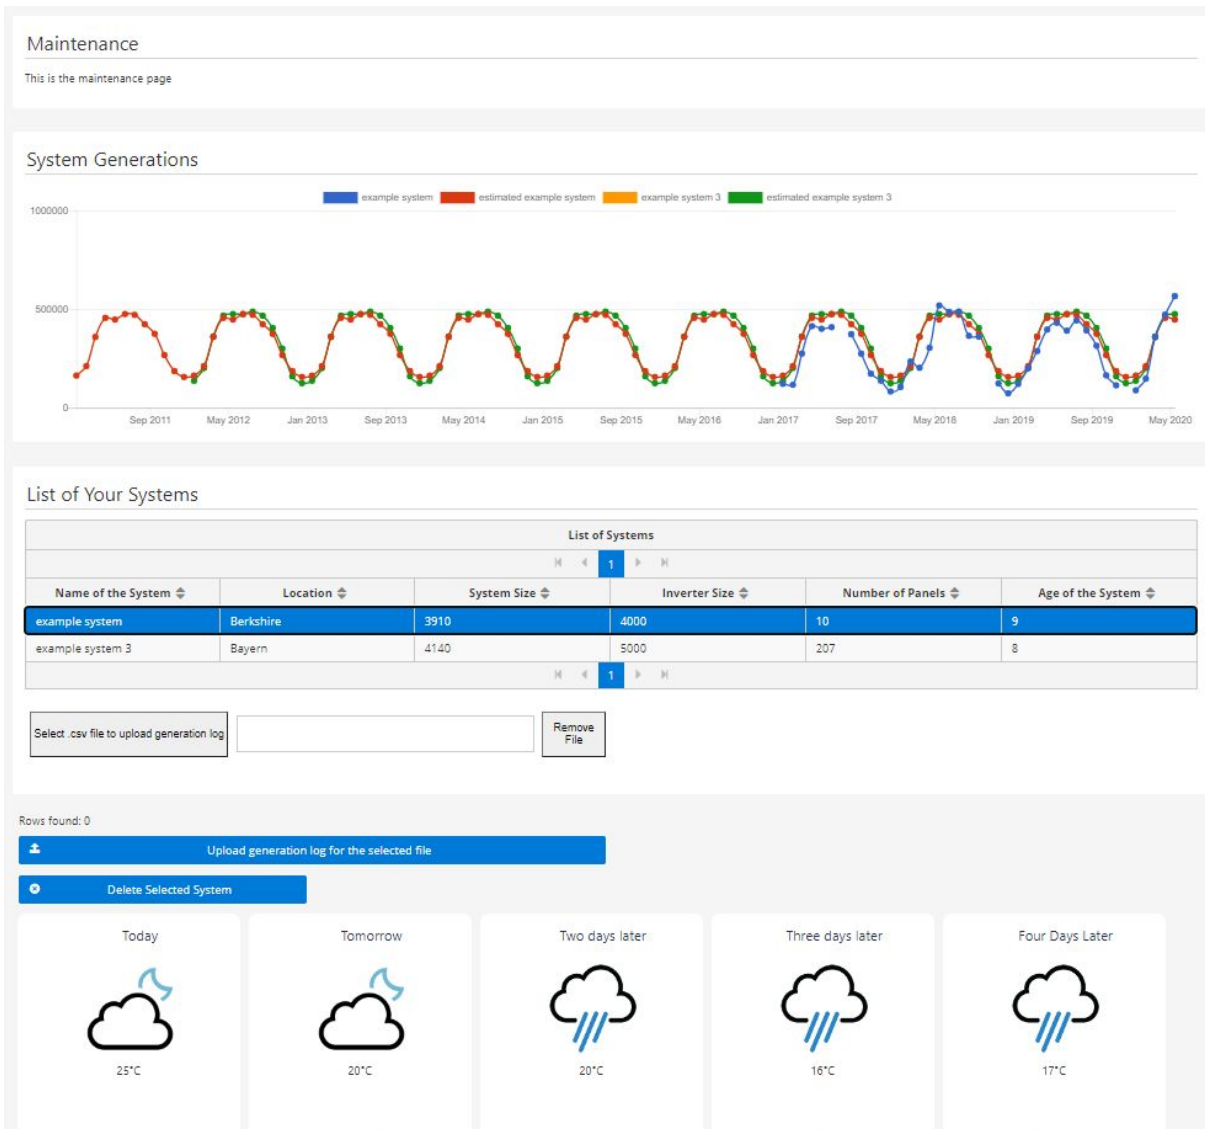 Maintenance
This is the maintenance page
System Generations
example system estimated example system example system 3 estimated example system 3
1000000
500000
0
Sep 2011 May 2012 Jan 2013 Sep 2013 May 2014 Jan 2015 Sep 2015 May 2016 Jan 2017 Sep 2017 May 2018 Jan 2019 Sep 2019 May 2020
List of Your Systems
List of Systems
1
Name of the System Location System Size Inverter Size Number of Panels Age of the System
example system Berkshire 3910 4000 10 9
example system 3 Bayern 4140 5000 207 8
1
Select .csv file to upload generation log Remove
File
Rows found: 0
Upload generation log for the selected file
Delete Selected System
Today Tomorrow Two days later Three days later Four Days Later
25°C 20°C 20°C 16°C 17°C